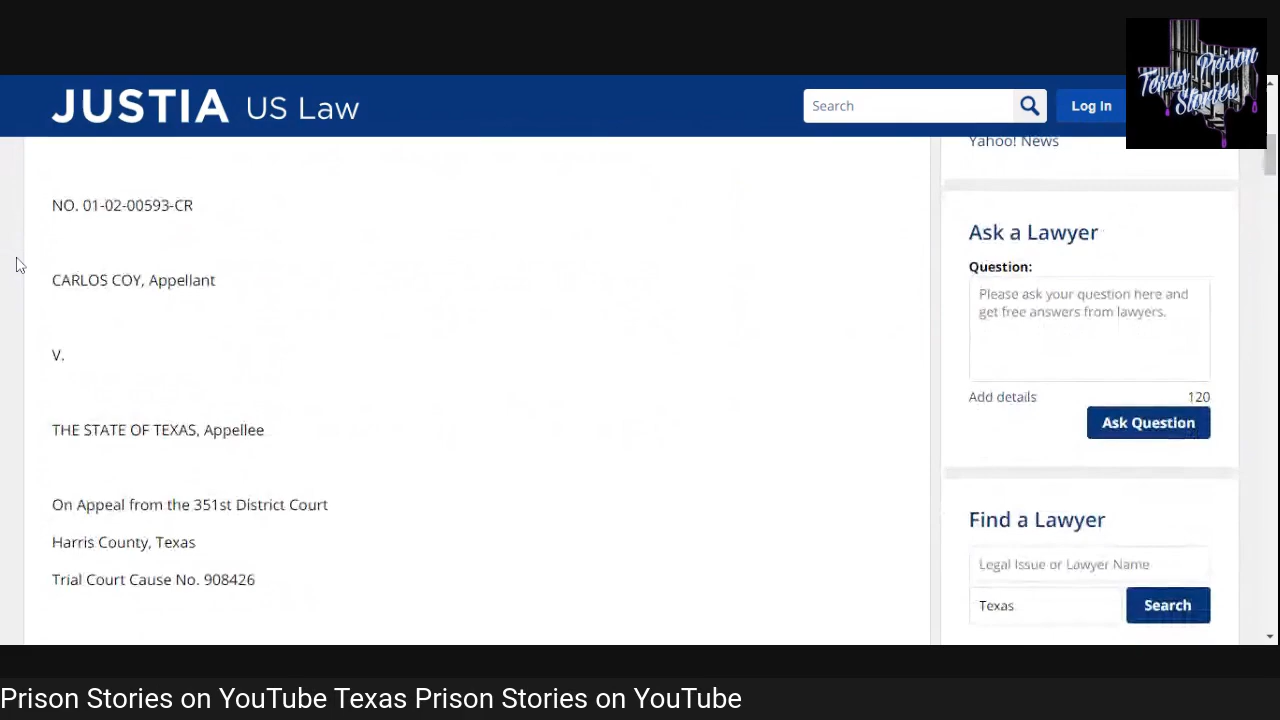 JUSTIA US Law
Search
Log In
Texas Prison
Stories
Yahoo! News
NO. 01-02-00593-CR
CARLOS COY, Appellant
V.
THE STATE OF TEXAS, Appellee
On Appeal from the 351st District Court
Harris County, Texas
Trial Court Cause No. 908426
Ask a Lawyer
Question:
Please ask your question here and
get free answers from lawyers.
Add details 120
Ask Question
Find a Lawyer
Legal Issue or Lawyer Name
Texas Search
Prison Stories on YouTube Texas Prison Stories on YouTube